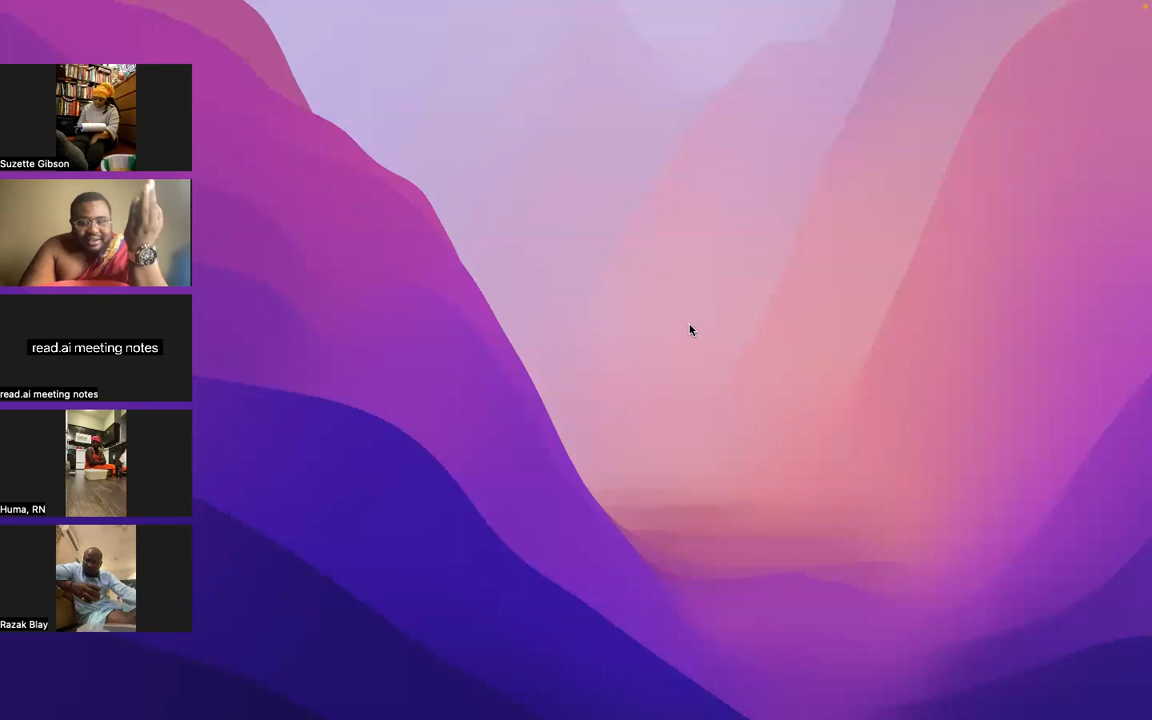 Suzette Gibson
read.ai meeting notes
read.ai meeting notes
Huma, RN
Razak Blay